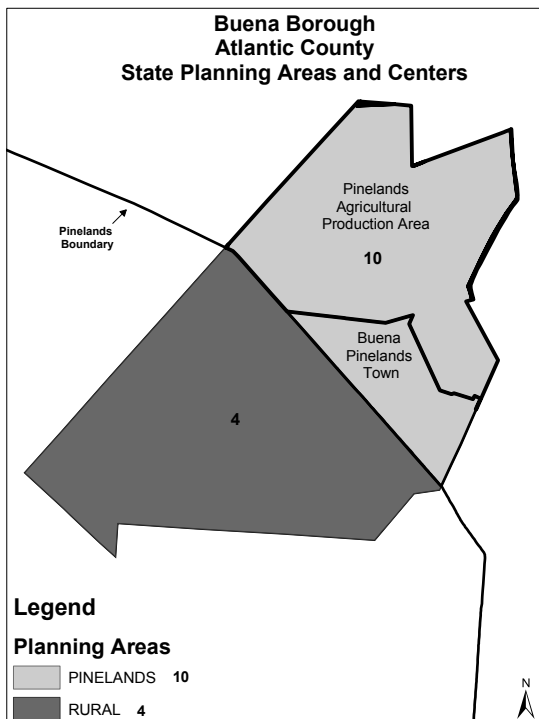 Buena Borough
Atlantic County
State Planning Areas and Centers
Pinelands
Agricultural
Production Area
10
Pinelands
Boundary
Buena
Pinelands
Town
4
Legend
Planning Areas
PINELANDS 10
RURAL 4
N